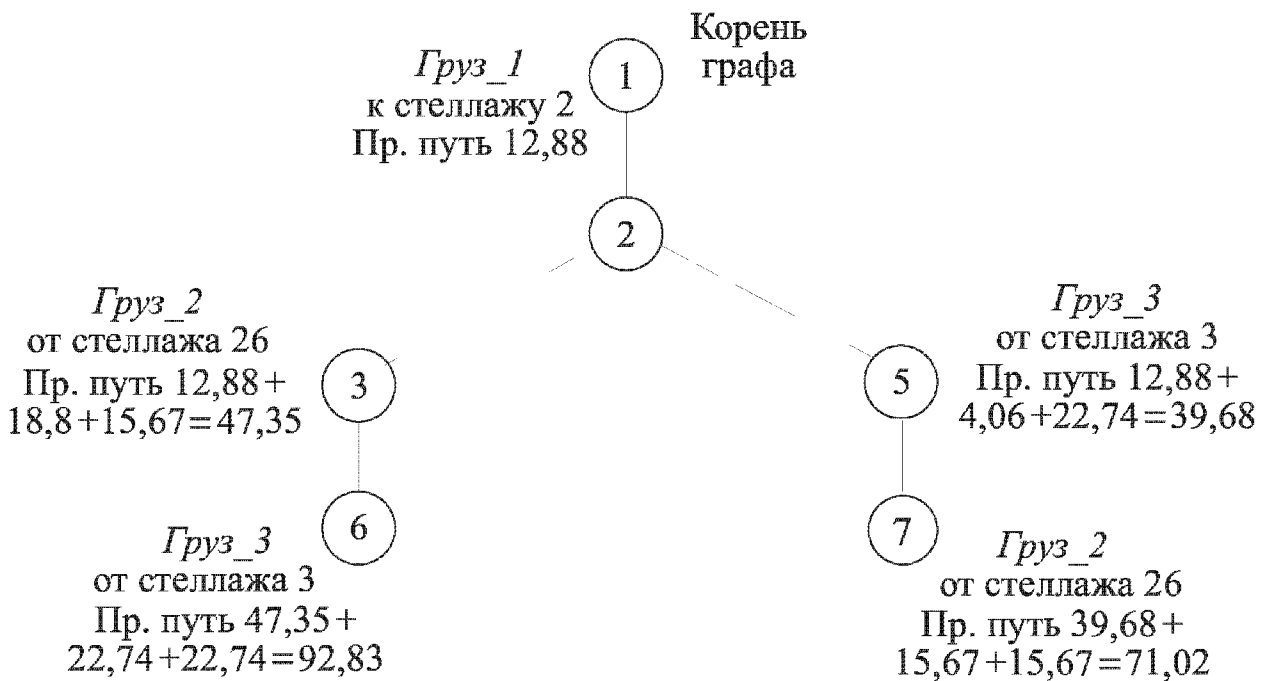 Корень
графа
Груз_1
к стеллажу 2
Пр. путь 12,88
1
2
Груз_2
от стеллажа 26
Пр. путь 12,88+
18,8+15,67=47,35
3
5
Груз_3
от стеллажа 3
Пр. путь 12,88+
4,06+22,74=39,68
6
Груз_3
от стеллажа 3
Пр. путь 47,35+
22,74+22,74=92,83
7
Груз_2
от стеллажа 26
Пр. путь 39,68+
15,67+15,67=71,02